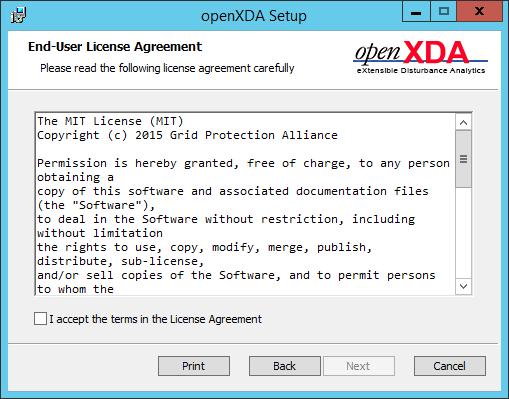 openXDA Setup
End-User License Agreement
Please read the following license agreement carefully
openXDA
eXtensible Disturbance Analytics
The MIT License (MIT)
Copyright (c) 2015 Grid Protection Alliance
Permission is hereby granted, free of charge, to any person
obtaining a
copy of this software and associated documentation files
(the "Software"),
to deal in the Software without restriction, including
without limitation
the rights to use, copy, modify, merge, publish,
distribute, sub-license,
and/or sell copies of the Software, and to permit persons
to whom the
I accept the terms in the License Agreement
Print
Back
Next
Cancel